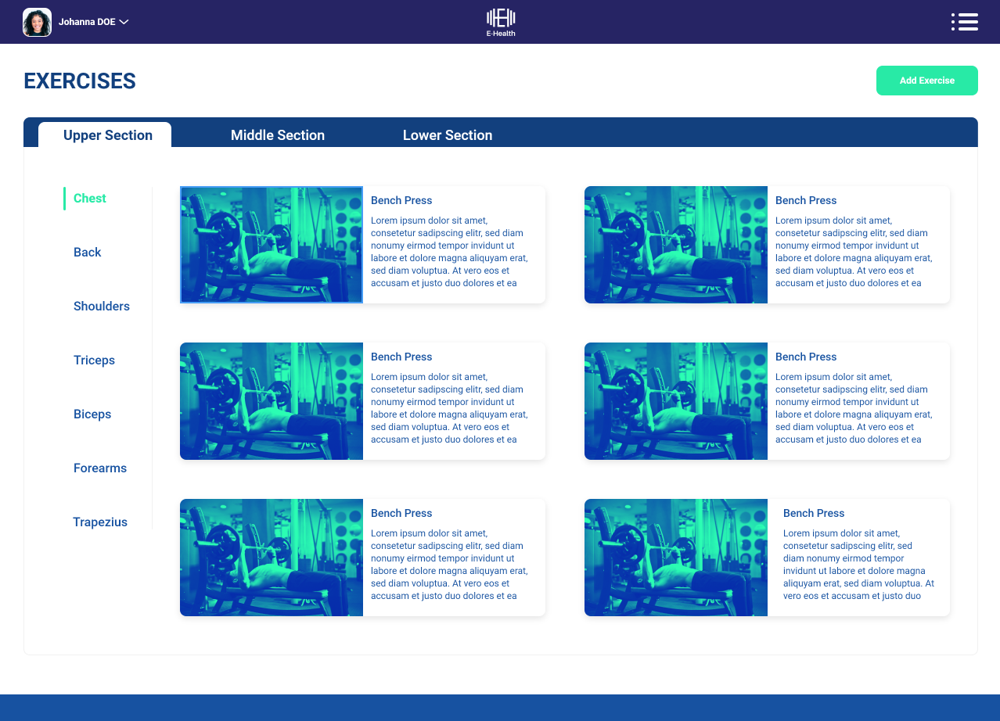 Johanna DOE
E-Health
EXERCISES
Add Exercise
Upper Section
Middle Section
Lower Section
Chest
Back
Shoulders
Triceps
Biceps
Forearms
Trapezius
Bench Press
Lorem ipsum dolor sit amet,
consetetur sadipscing elitr, sed diam
nonumy eirmod tempor invidunt ut
labore et dolore magna aliquyam erat,
sed diam voluptua. At vero eos et
accusam et justo duo dolores et ea
Bench Press
Lorem ipsum dolor sit amet,
consetetur sadipscing elitr, sed diam
nonumy eirmod tempor invidunt ut
labore et dolore magna aliquyam erat,
sed diam voluptua. At vero eos et
accusam et justo duo dolores et ea
Bench Press
Lorem ipsum dolor sit amet,
consetetur sadipscing elitr, sed diam
nonumy eirmod tempor invidunt ut
labore et dolore magna aliquyam erat,
sed diam voluptua. At vero eos et
accusam et justo duo dolores et ea
Bench Press
Lorem ipsum dolor sit amet,
consetetur sadipscing elitr, sed diam
nonumy eirmod tempor invidunt ut
labore et dolore magna aliquyam erat,
sed diam voluptua. At vero eos et
accusam et justo duo dolores et ea
Bench Press
Lorem ipsum dolor sit amet,
consetetur sadipscing elitr, sed diam
nonumy eirmod tempor invidunt ut
labore et dolore magna aliquyam erat,
sed diam voluptua. At vero eos et
accusam et justo duo dolores et ea
Bench Press
Lorem ipsum dolor sit amet,
consetetur sadipscing elitr, sed
diam nonumy eirmod tempor
invidunt ut labore et dolore magna
aliquyam erat, sed diam voluptua. At
vero eos et accusam et justo duo